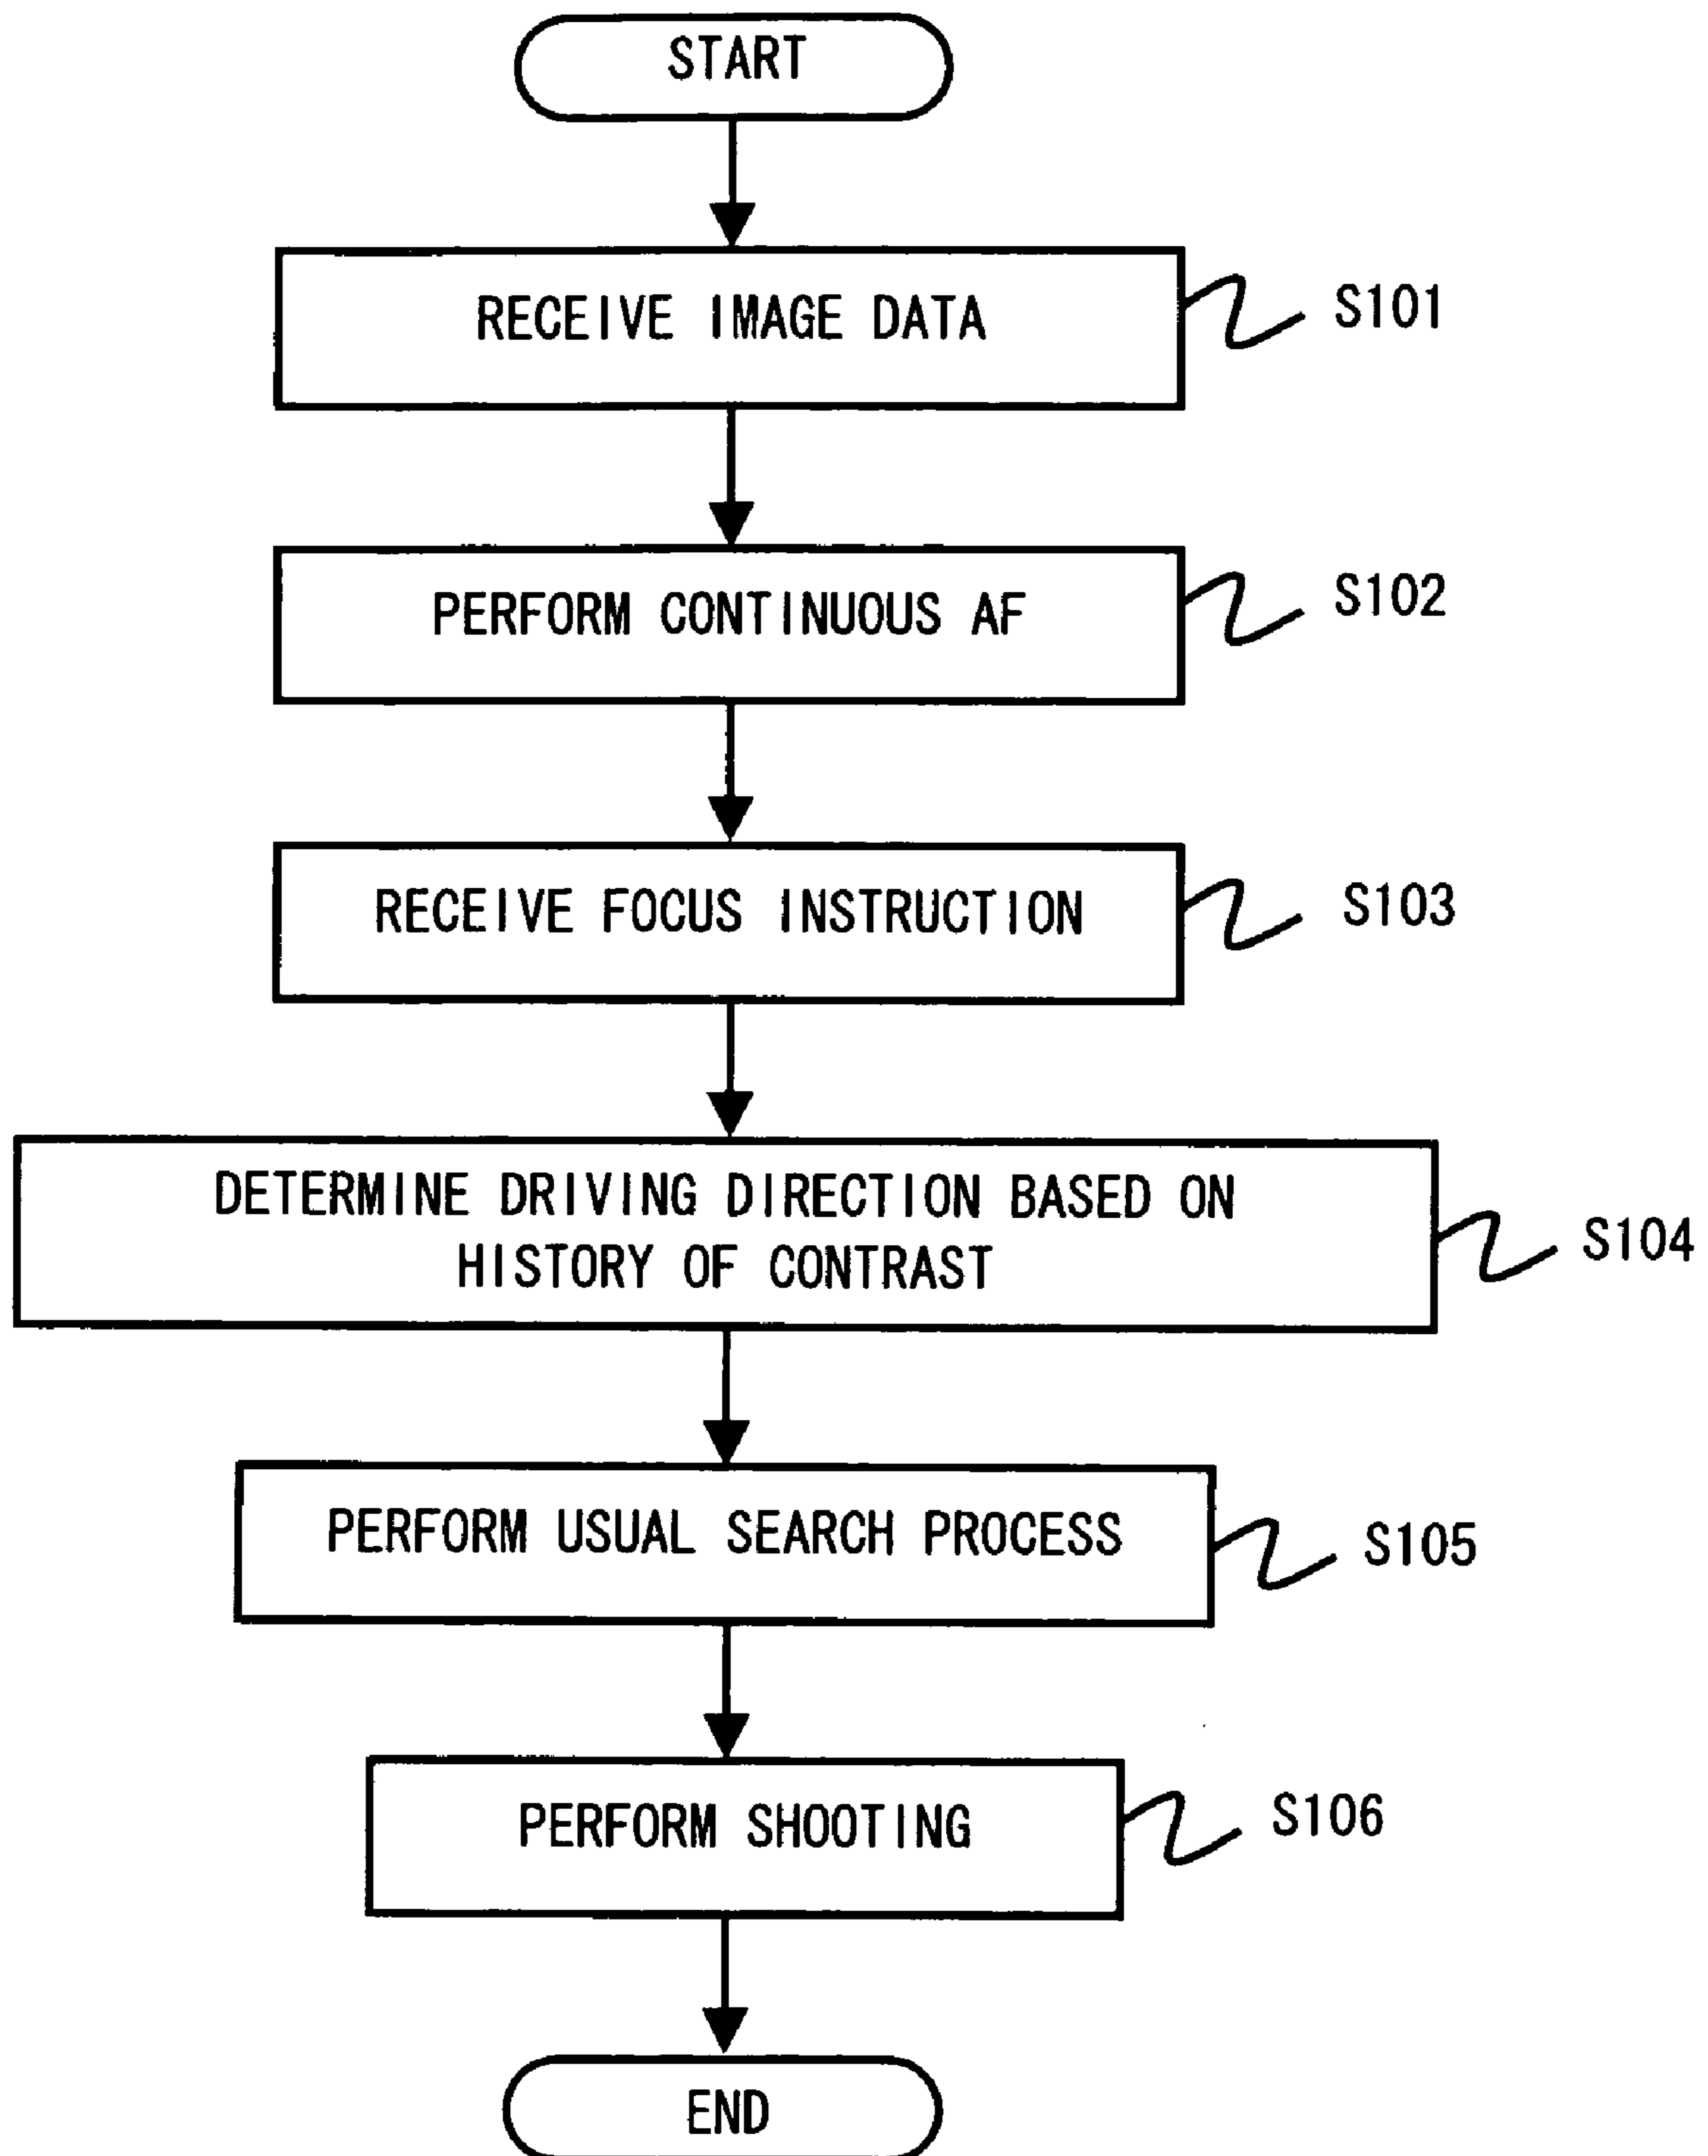 START
RECEIVE IMAGE DATA
S101
PERFORM CONTINUOUS AF
S102
RECEIVE FOCUS INSTRUCTION
S103
DETERMINE DRIVING DIRECTION BASED ON
HISTORY OF CONTRAST
S104
PERFORM USUAL SEARCH PROCESS
S105
PERFORM SHOOTING
S106
END